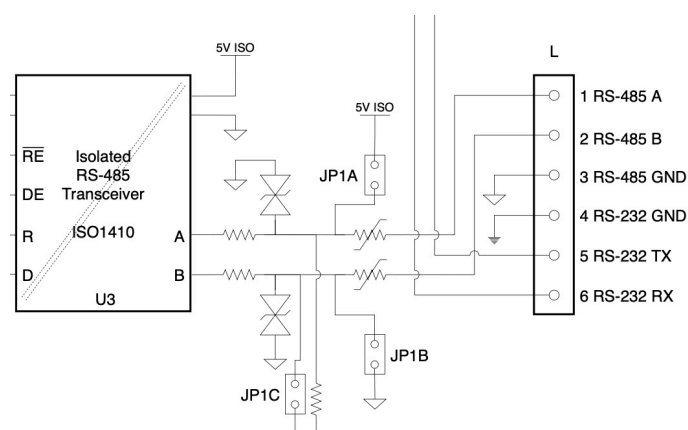 5V ISO
L
RE
Isolated
RS-485
DE
Transceiver
R
ISO1410
A
D
B
U3
5V ISO
JP1A
JP1B
JP1C
1 RS-485 A
2 RS-485 B
3 RS-485 GND
4 RS-232 GND
5 RS-232 TX
6 RS-232 RX